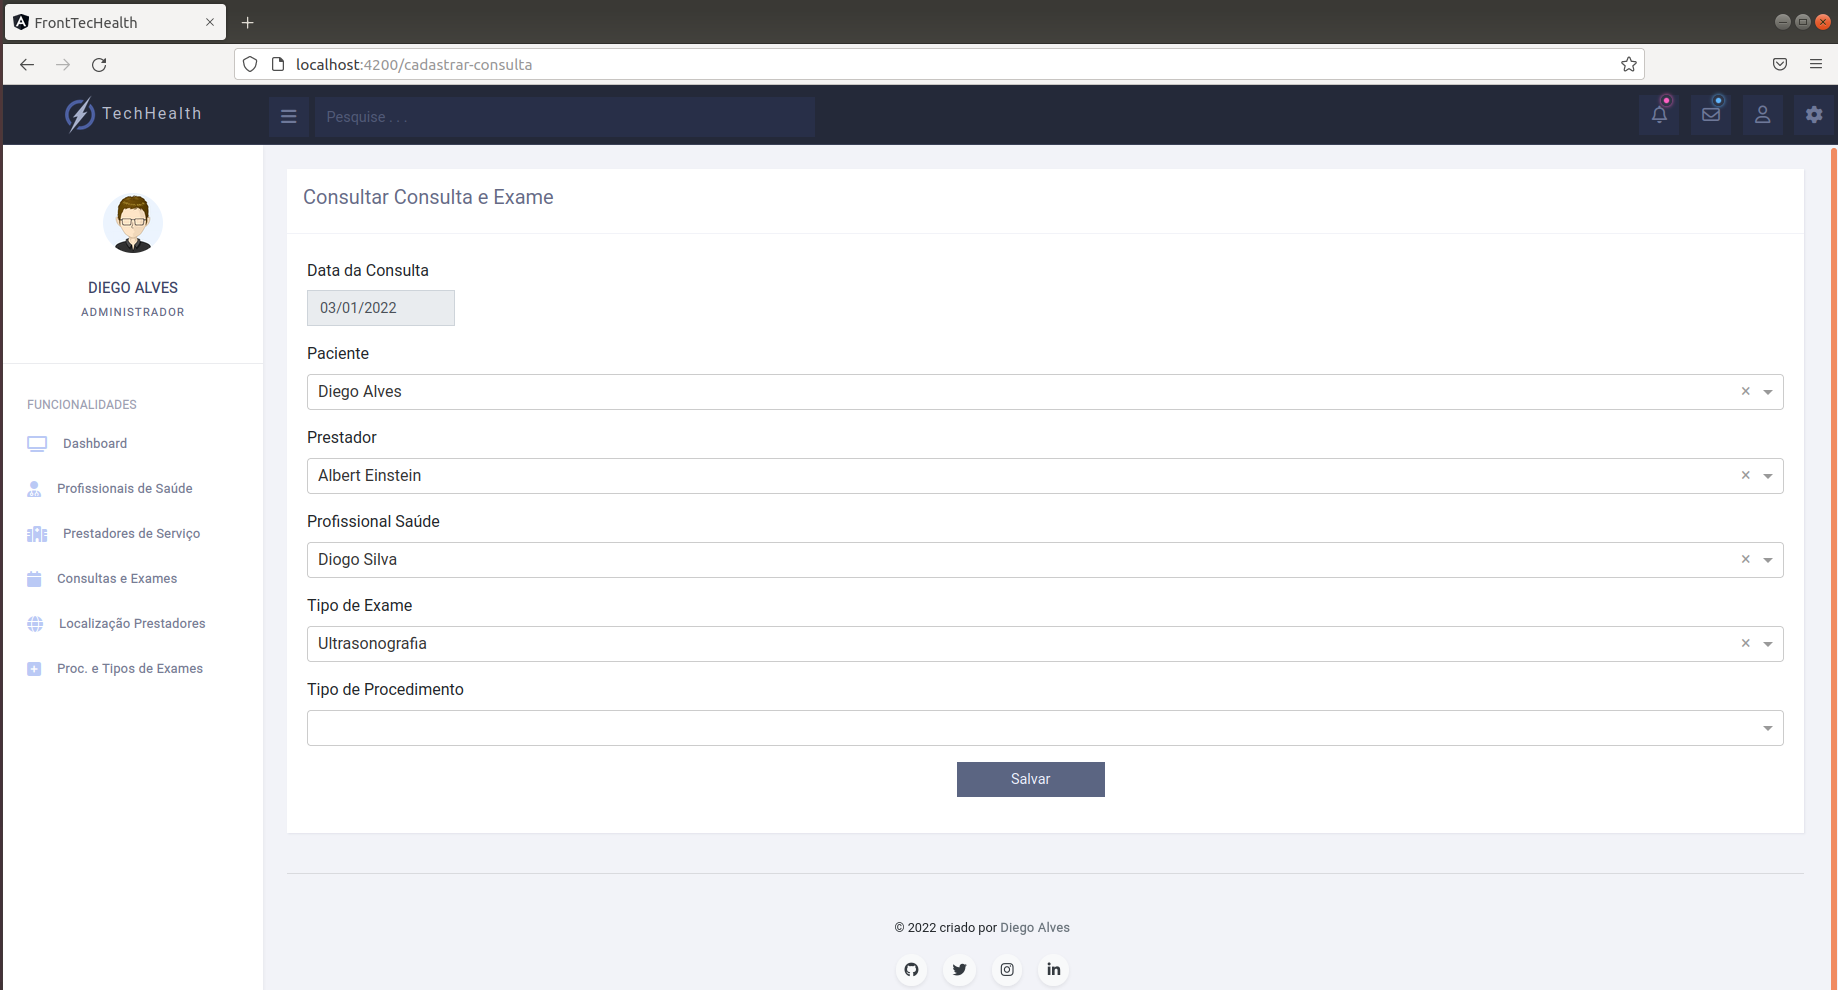 FrontTecHealth
localhost:4200/cadastrar-consulta
TechHealth
Pesquise . . .
DIEGO ALVES
ADMINISTRADOR
FUNCIONALIDADES
Dashboard
Profissionais de Saúde
Prestadores de Serviço
Consultas e Exames
Localização Prestadores
Proc. e Tipos de Exames
Consultar Consulta e Exame
Data da Consulta
03/01/2022
Paciente
Diego Alves
Prestador
Albert Einstein
Profissional Saúde
Diogo Silva
Tipo de Exame
Ultrasonografia
Tipo de Procedimento
Salvar
© 2022 criado por Diego Alves